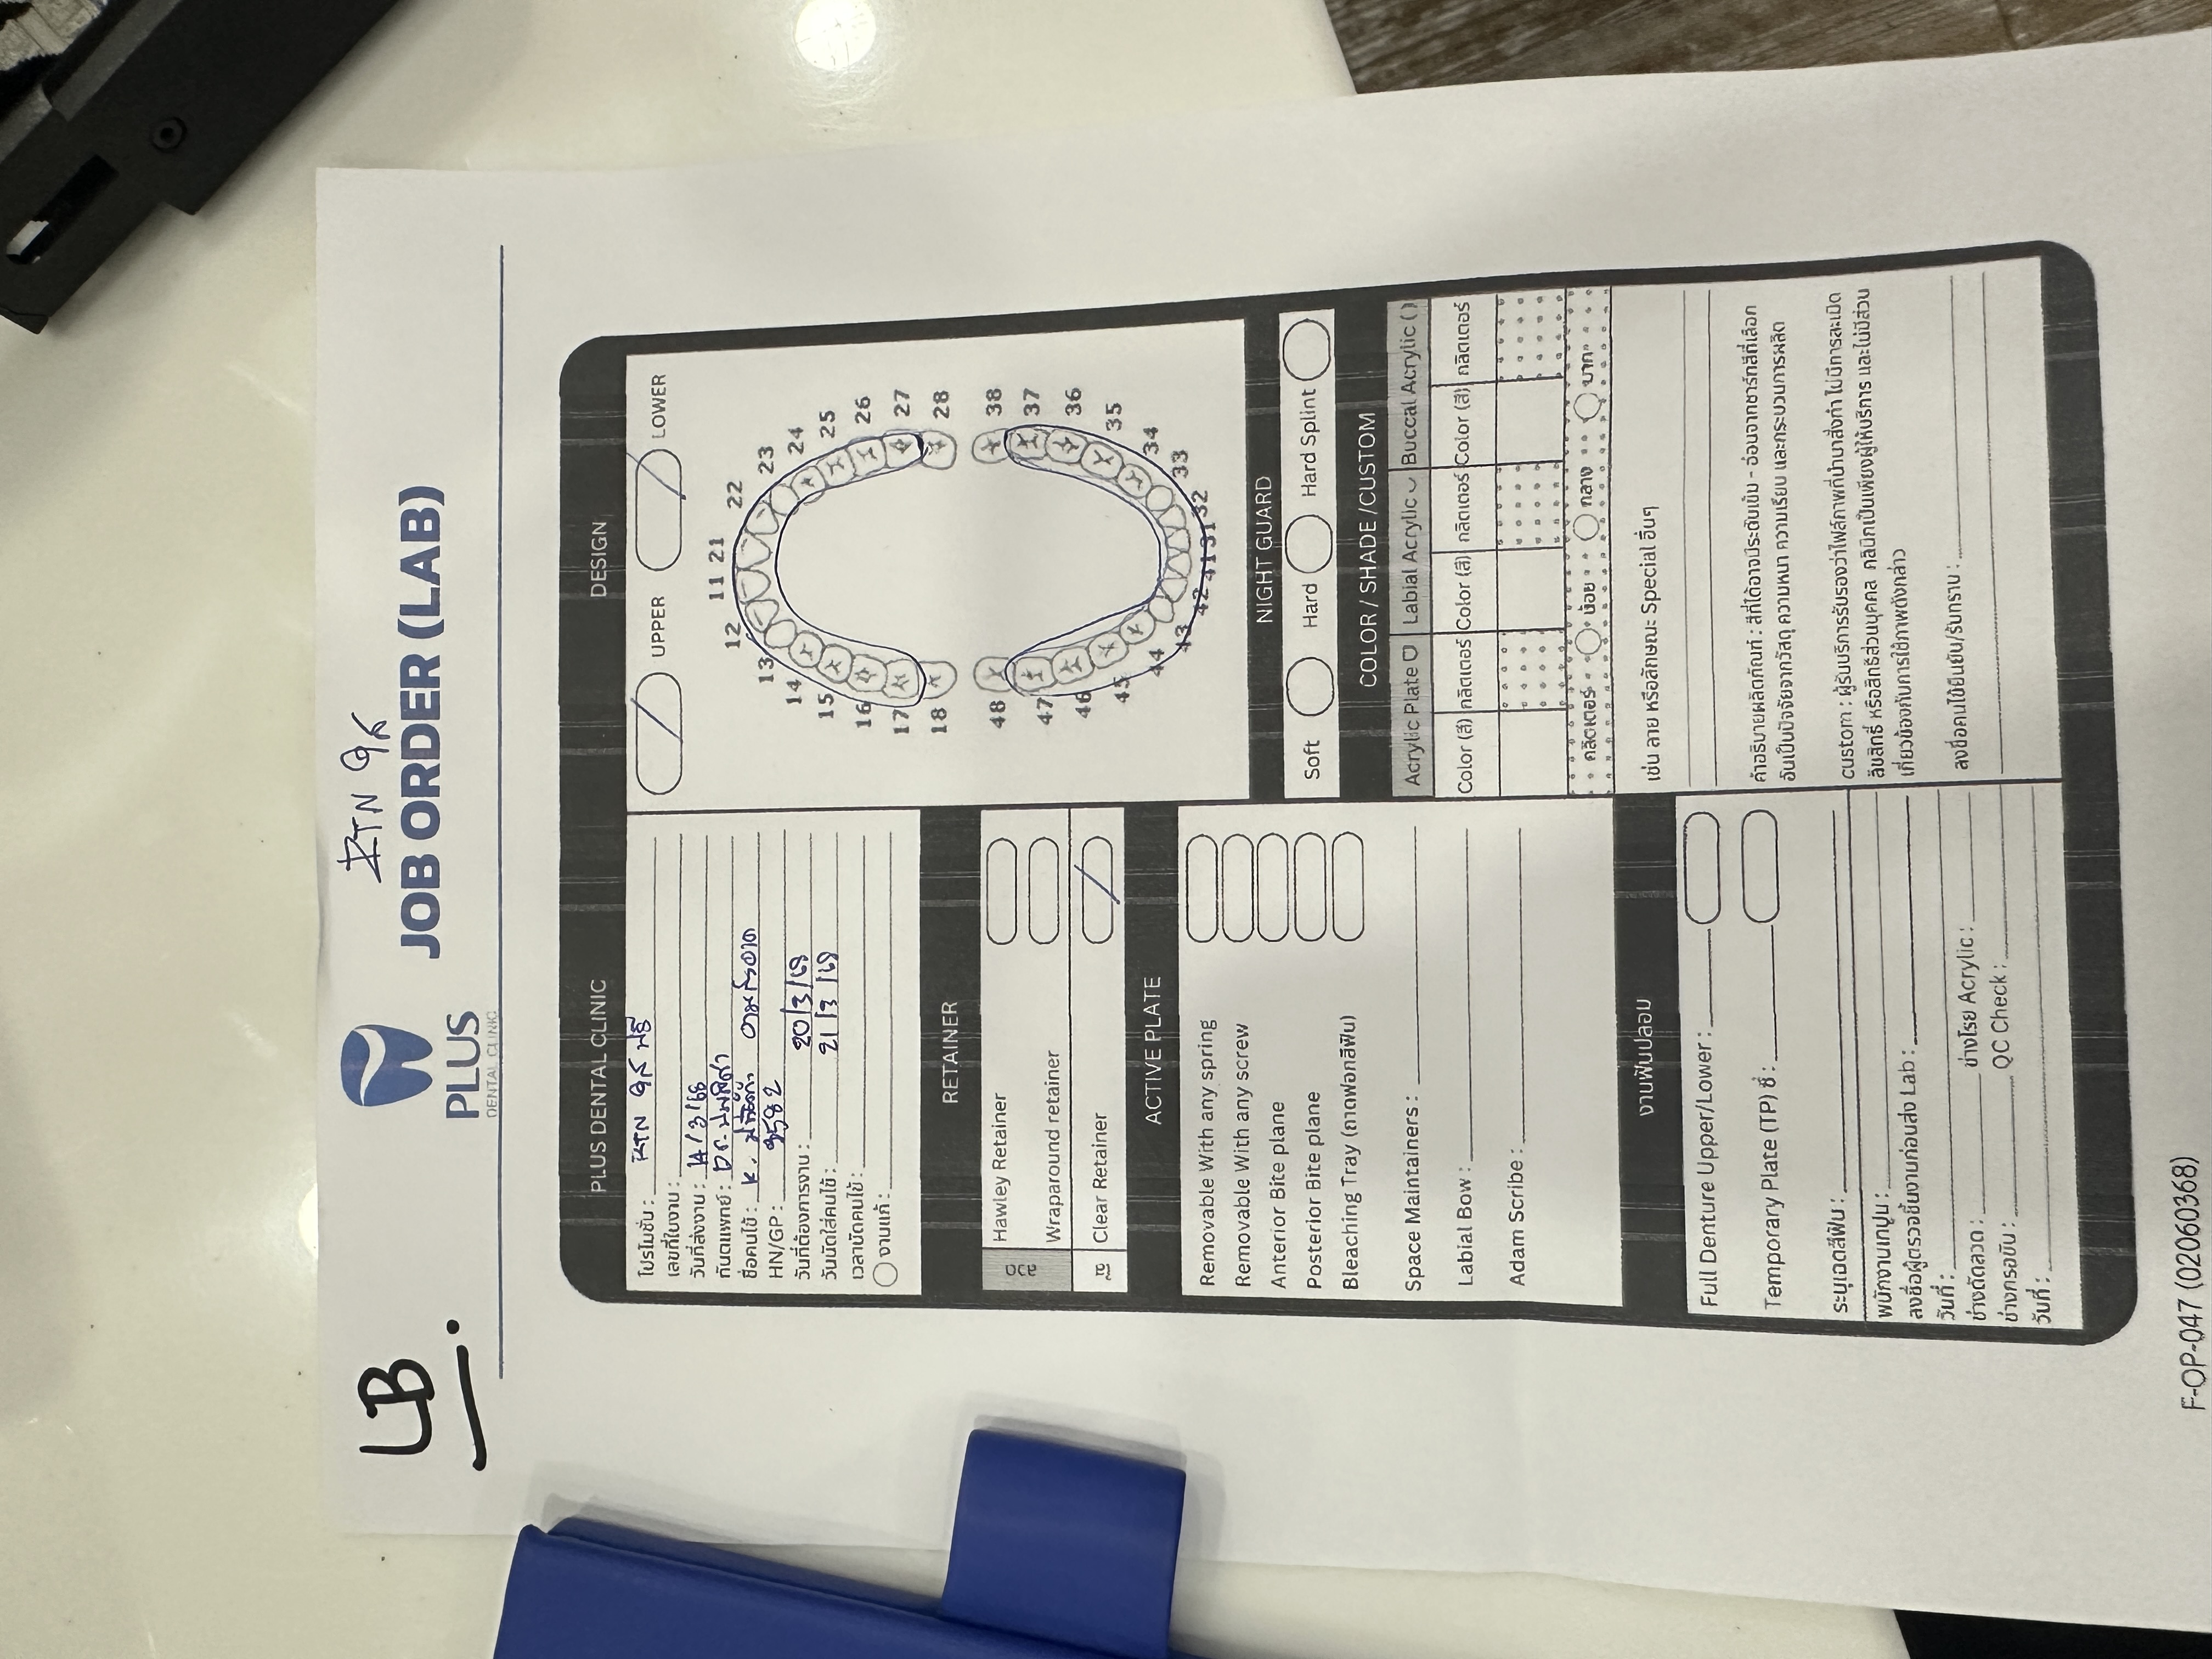 LB.
RTN ใส
PLUS
DENTAL CLINIC
JOB ORDER (LAB)
PLUS DENTAL CLINIC
โปรโมชั่น : RTN ใส ฟรี
เลขที่ใบงาน :
วันที่ส่งงาน : 14/3/68
ทันตแพทย์ : Dr.
ชื่อคนไข้ : K.
HN/GP : 9582
วันที่ต้องการงาน : 20/3/68
วันนัดใส่คนไข้ : 21/3/68
เวลานัดคนไข้ :
งานแก้ :
RETAINER
ลวด
Hawley Retainer
Wraparound retainer
ใส
Clear Retainer
ACTIVE PLATE
Removable With any spring
Removable With any screw
Anterior Bite plane
Posterior Bite plane
Bleaching Tray (ถาดฟอกสีฟัน)
Space Maintainers :
Labial Bow :
Adam Scribe :
งานฟันปลอม
Full Denture Upper/Lower :
Temporary Plate (TP) ซี่ :
ระบุเฉดสีฟัน :
พนักงานเทปูน :
ลงชื่อผู้ตรวจชิ้นงานก่อนส่ง Lab :
วันที่ :
ช่างดัดลวด : ช่างโรย Acrylic :
ช่างกรอขัน : QC Check :
วันที่ :
DESIGN
UPPER LOWER
11 21
12 22
13 23
14 24
15 25
16 26
17 27
18 28
48 38
47 37
46 36
45 35
44 34
43 33
42 41 31 32
NIGHT GUARD
Soft Hard Hard Splint
COLOR / SHADE /CUSTOM
Acrylic Plate Labial Acrylic Buccal Acrylic ( )
Color (สี) กลิตเตอร์ Color (สี) กลิตเตอร์ Color (สี) กลิตเตอร์
กลิตเตอร์ น้อย กลาง มาก
เช่น ลาย หรือลักษณะ Special อื่นๆ
คำอธิบายผลิตภัณฑ์ : สีที่ได้อาจมีระดับเข้ม - อ่อนจากชาร์ทสีที่เลือก
อันเป็นปัจจัยจากวัสดุ ความหนา ความเรียบ และกระบวนการผลิต
custom : ผู้รับบริการรับรองว่าไฟล์ภาพที่นำมาสั่งทำ ไม่มีการละเมิด
ลิขสิทธิ์ หรือสิทธิส่วนบุคคล คลินิกเป็นเพียงผู้ให้บริการ และไม่มีส่วน
เกี่ยวข้องกับการใช้ภาพดังกล่าว
ลงชื่อคนไข้ยืนยัน/รับทราบ :
F-OP-047 (02060368)